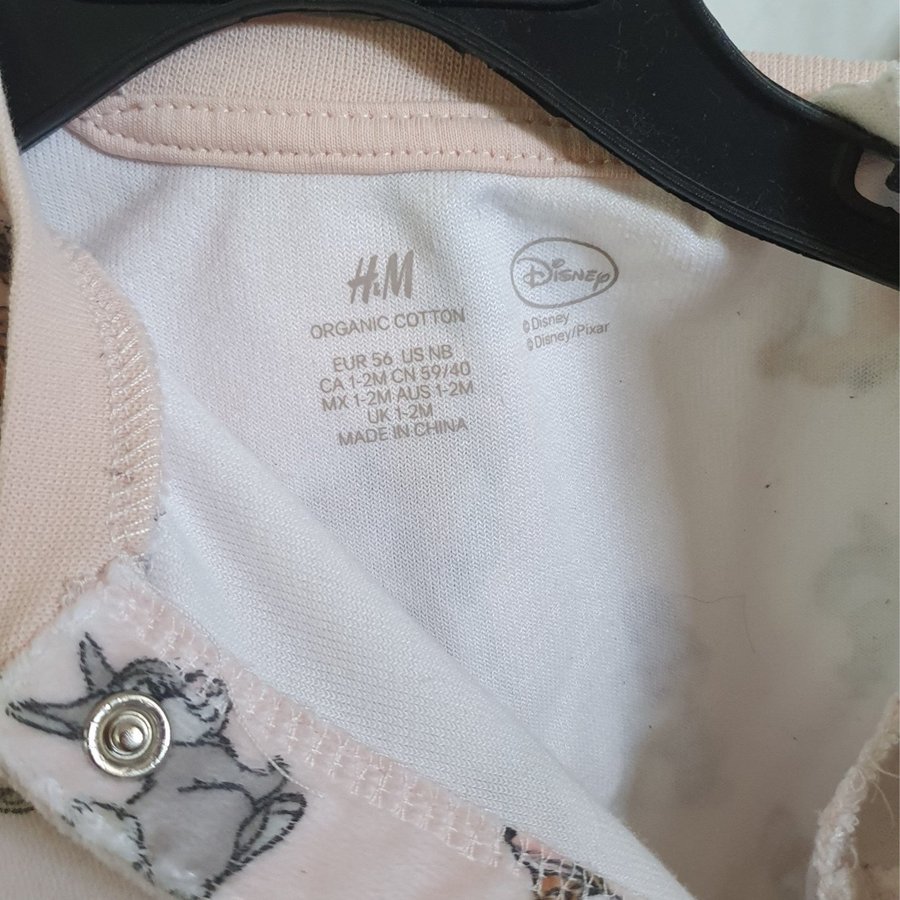 H&M
ORGANIC COTTON
EUR 56 US NB
CA 1-2M CN 59/40
MX 1-2M AUS 1-2M
UK 1-2M
MADE IN CHINA
Disney
© Disney
© Disney/Pixar